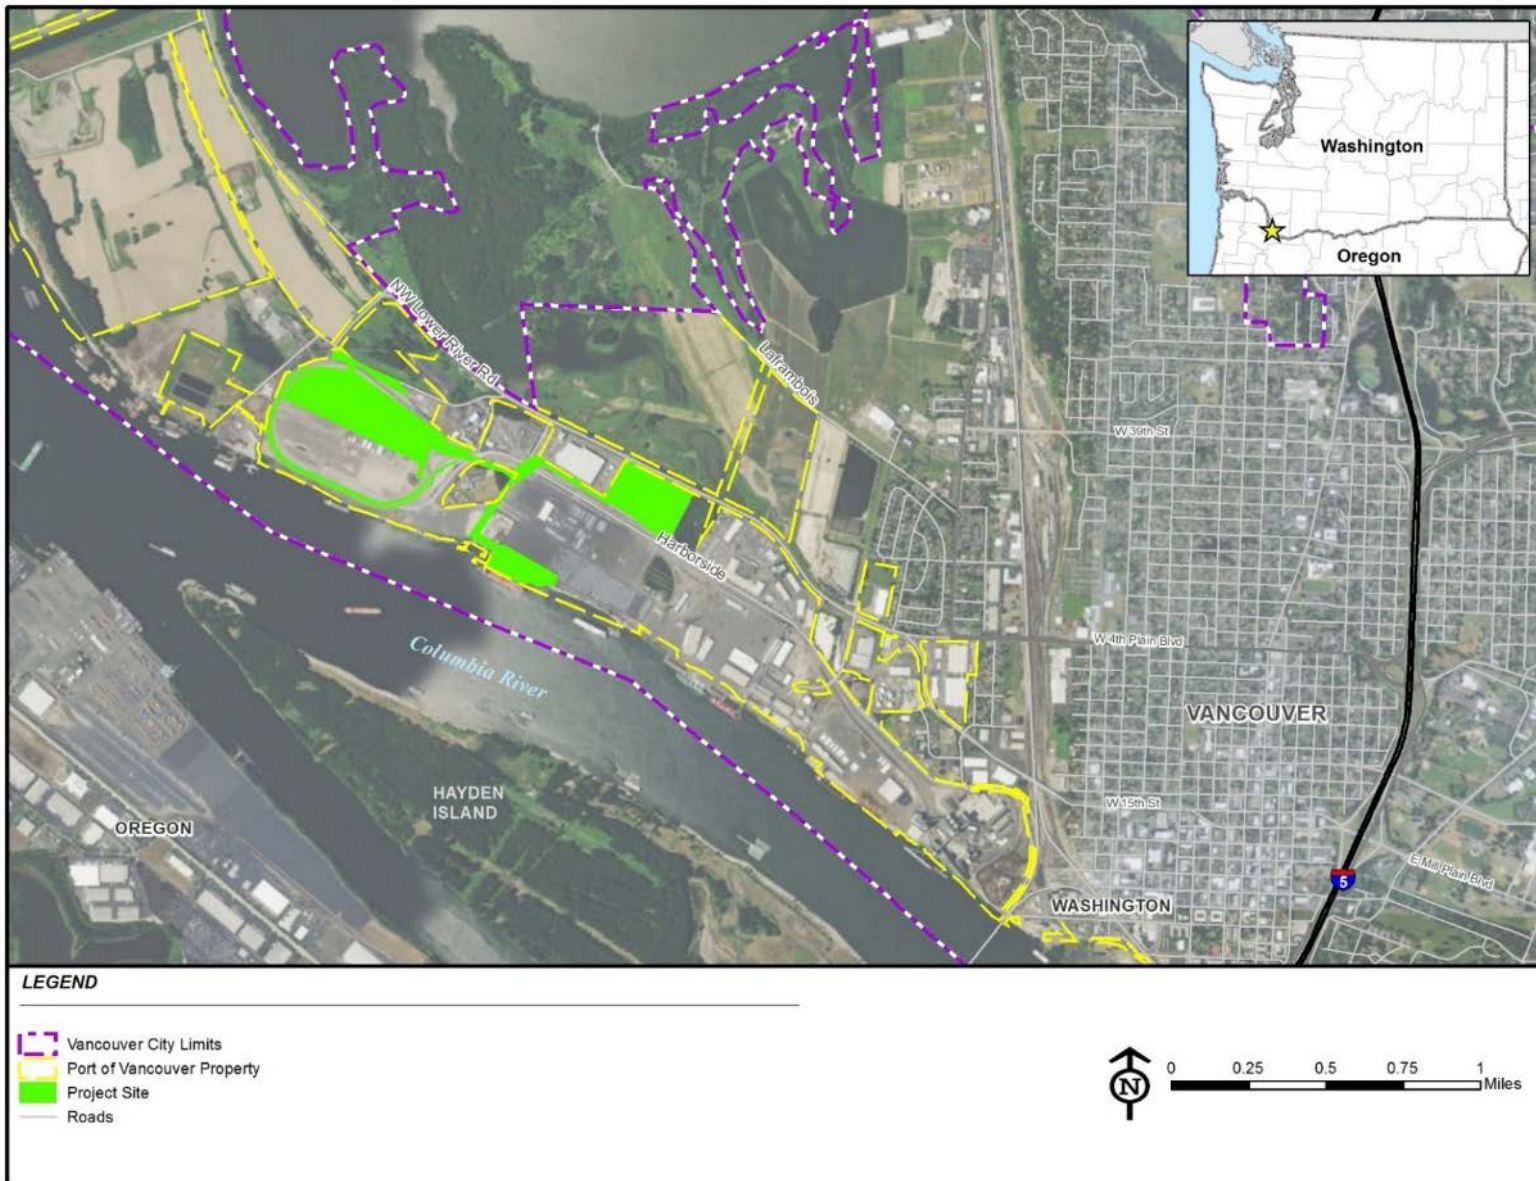 Washington
Oregon
NW Lower River Rd
Laframbois
W 39th St
Harborside
W 4th Plain Blvd
Columbia River
VANCOUVER
HAYDEN
ISLAND
OREGON
W 15th St
E Mill Plain Blvd
5
WASHINGTON
LEGEND
Vancouver City Limits
Port of Vancouver Property
Project Site
Roads
N
0 0.25 0.5 0.75 1
Miles